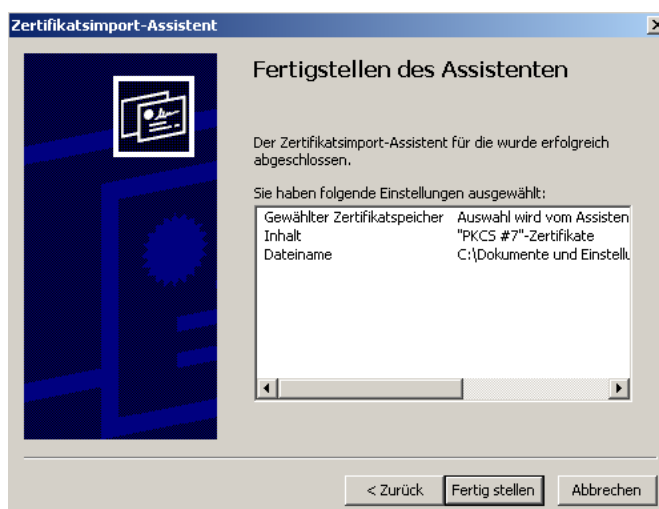 Zertifikatsimport-Assistent
Fertigstellen des Assistenten
Der Zertifikatsimport-Assistent für die wurde erfolgreich
abgeschlossen.
Sie haben folgende Einstellungen ausgewählt:
Gewählter Zertifikatspeicher Auswahl wird vom Assisten
Inhalt "PKCS #7"-Zertifikate
Dateiname C:\Dokumente und Einstell
< Zurück Fertig stellen Abbrechen